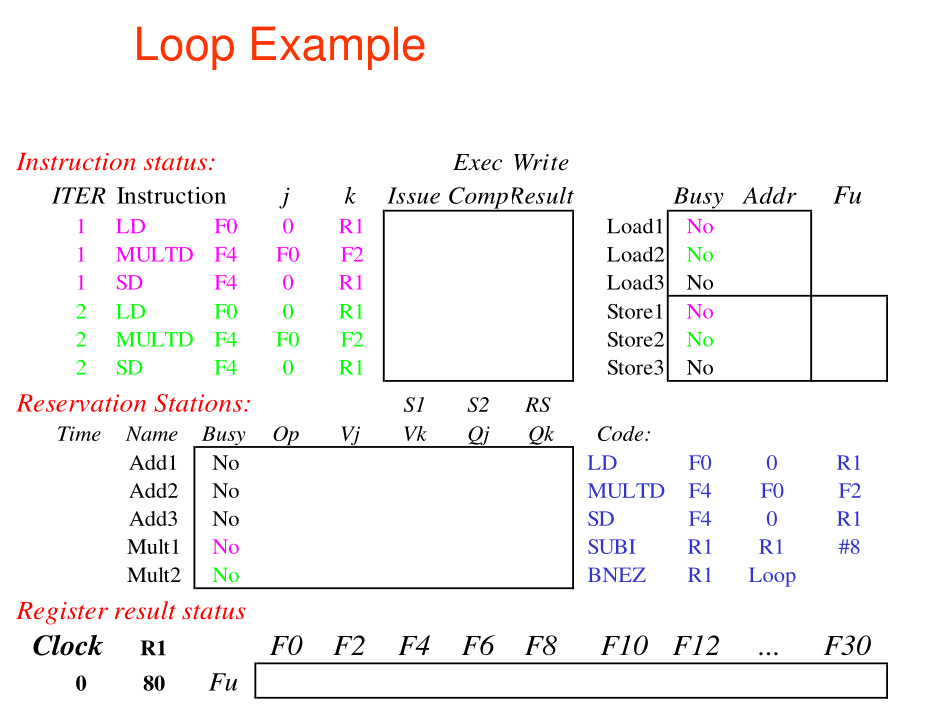 Loop Example
Instruction status: Exec Write
ITER Instruction j k Issue Comp Result Busy Addr Fu
1 LD F0 0 R1 Load1 No
1 MULTD F4 F0 F2 Load2 No
1 SD F4 0 R1 Load3 No
2 LD F0 0 R1 Store1 No
2 MULTD F4 F0 F2 Store2 No
2 SD F4 0 R1 Store3 No
Reservation Stations: S1 S2 RS
Time Name Busy Op Vj Vk Qj Qk Code:
Add1 No LD F0 0 R1
Add2 No MULTD F4 F0 F2
Add3 No SD F4 0 R1
Mult1 No SUBI R1 R1 #8
Mult2 No BNEZ R1 Loop
Register result status
Clock R1 F0 F2 F4 F6 F8 F10 F12 ... F30
0 80 Fu